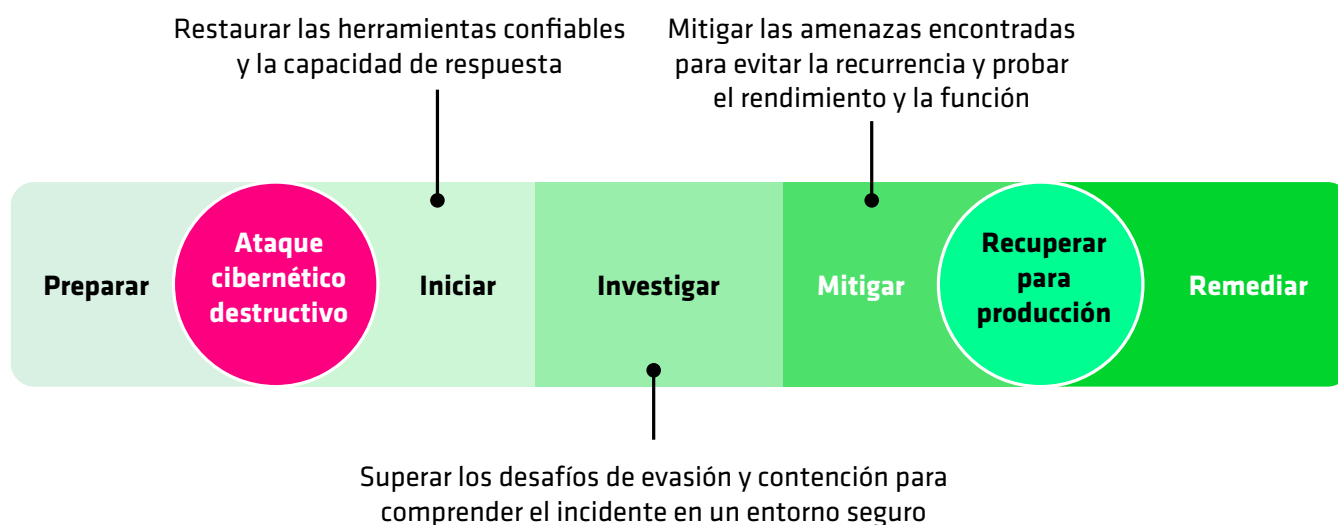 Restaurar las herramientas confiables
y la capacidad de respuesta
Mitigar las amenazas encontradas
para evitar la recurrencia y probar
el rendimiento y la función
Preparar
Ataque
cibernético
destructivo
Iniciar
Investigar
Mitigar
Recuperar
para
producción
Remediar
Superar los desafíos de evasión y contención para
comprender el incidente en un entorno seguro